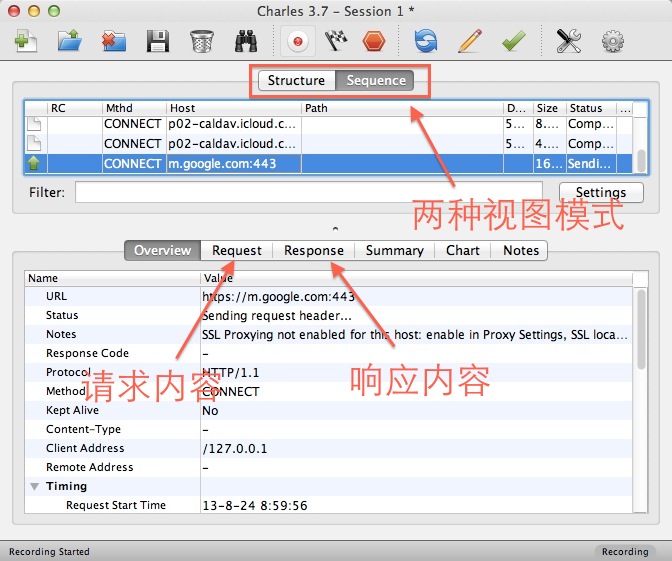 Charles 3.7 – Session 1 *
Structure Sequence
RC Mthd Host Path D... Size Status ...
CONNECT p02-caldav.icloud.c... 5... 8.... Comp...
CONNECT p02-caldav.icloud.c... 5... 4.... Comp...
CONNECT m.google.com:443 16... Sendi...
Filter: Settings
两种视图模式
Overview Request Response Summary Chart Notes
Name Value
URL https://m.google.com:443
Status Sending request header...
Notes SSL Proxying not enabled for this host: enable in Proxy Settings, SSL loca...
Response Code –
Protocol HTTP/1.1
请求内容 响应内容
Method CONNECT
Kept Alive No
Content-Type –
Client Address /127.0.0.1
Remote Address –
Timing
Request Start Time 13-8-24 8:59:56
Recording Started Recording